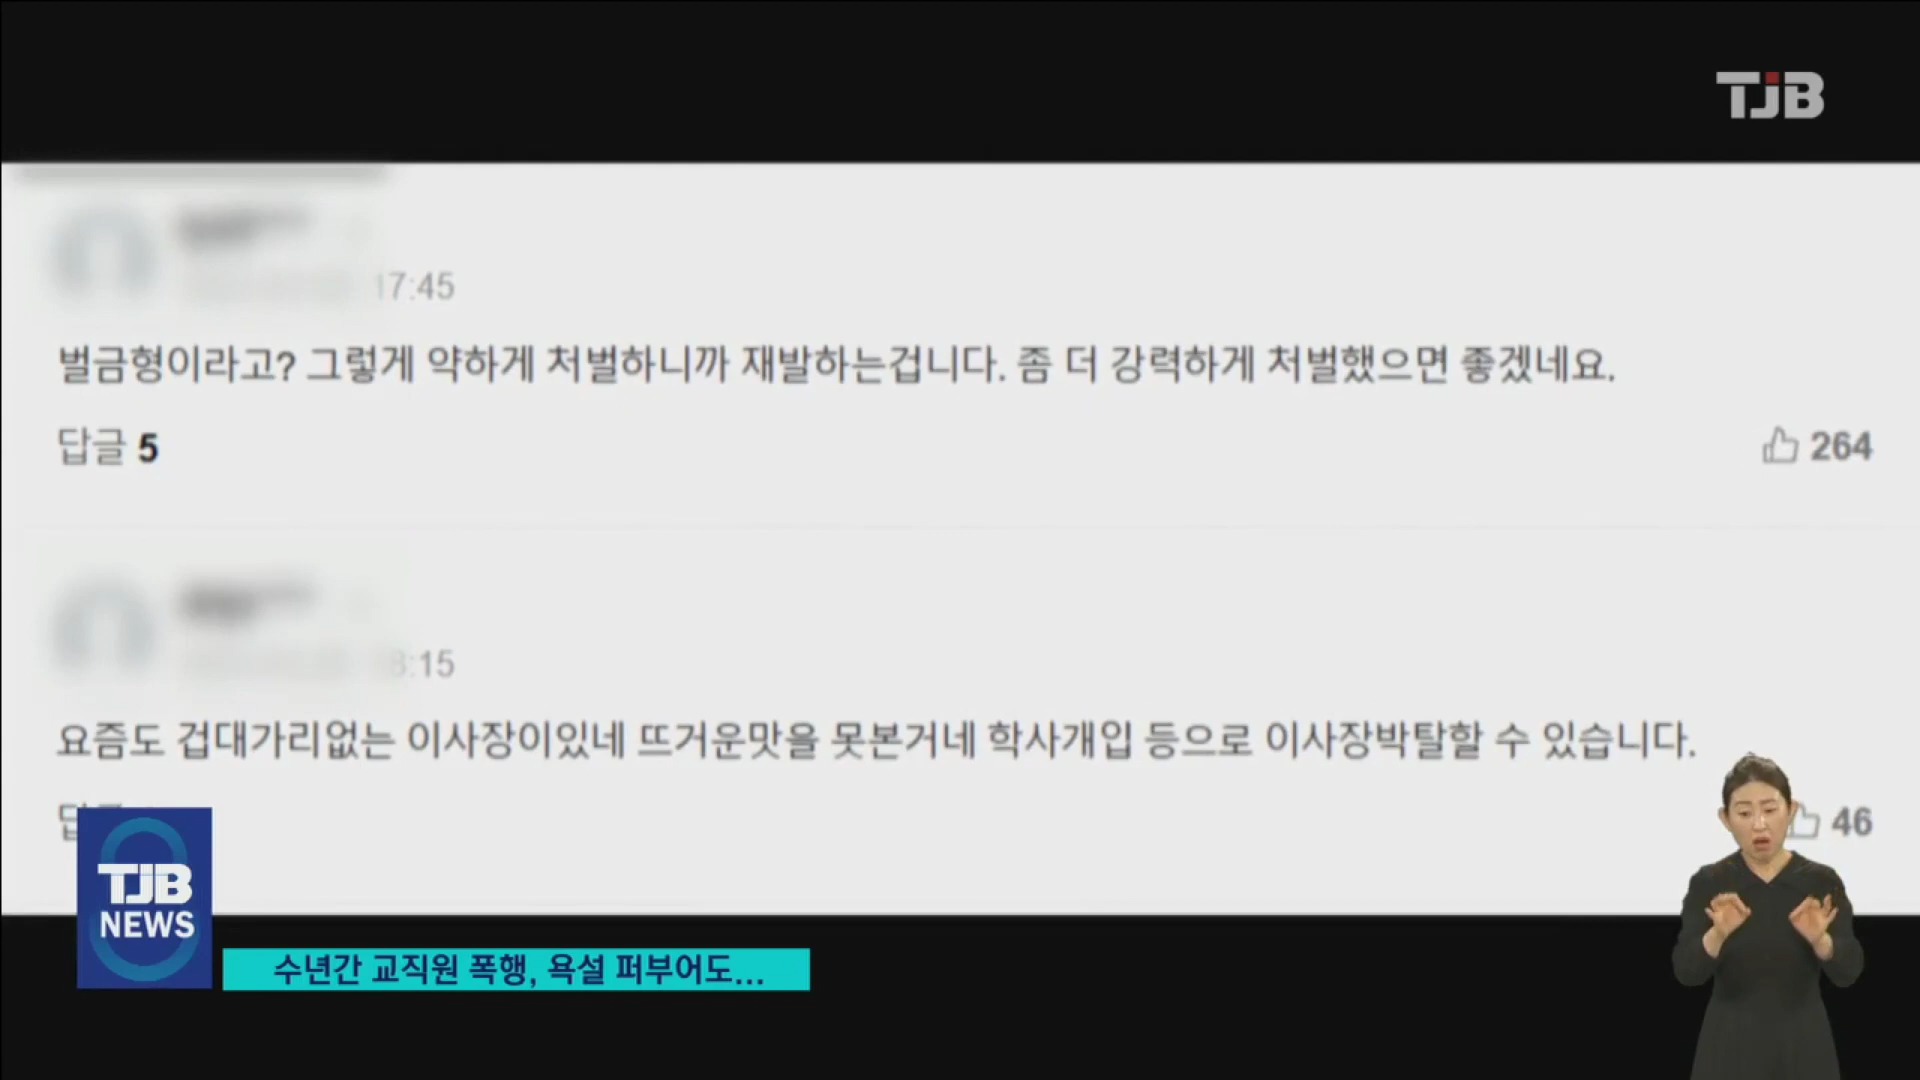 TJB
17:45
벌금형이라고? 그렇게 약하게 처벌하니까 재발하는겁니다. 좀 더 강력하게 처벌했으면 좋겠네요.
답글 5
264
:15
요즘도 겁대가리없는 이사장이있네 뜨거운맛을 못본거네 학사개입 등으로 이사장박탈할 수 있습니다.
46
TJB
NEWS
수년간 교직원 폭행, 욕설 퍼부어도...